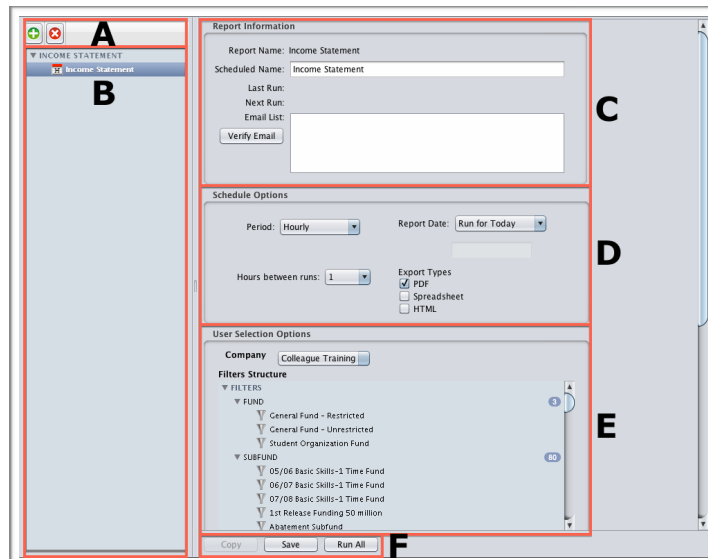 A
INCOME STATEMENT
Income Statement
B
Report Information
Report Name: Income Statement
Scheduled Name: Income Statement
Last Run:
Next Run:
Email List:
Verify Email
C
Schedule Options
Period: Hourly
Report Date: Run for Today
Hours between runs: 1
Export Types
PDF
Spreadsheet
HTML
D
User Selection Options
Company Colleague Training
Filters Structure
FILTERS
FUND 3
General Fund - Restricted
General Fund - Unrestricted
Student Organization Fund
SUBFUND 80
05/06 Basic Skills-1 Time Fund
06/07 Basic Skills-1 Time Fund
07/08 Basic Skills-1 Time Fund
1st Release Funding 50 million
Abatement Subfund
E
Copy Save Run All
F